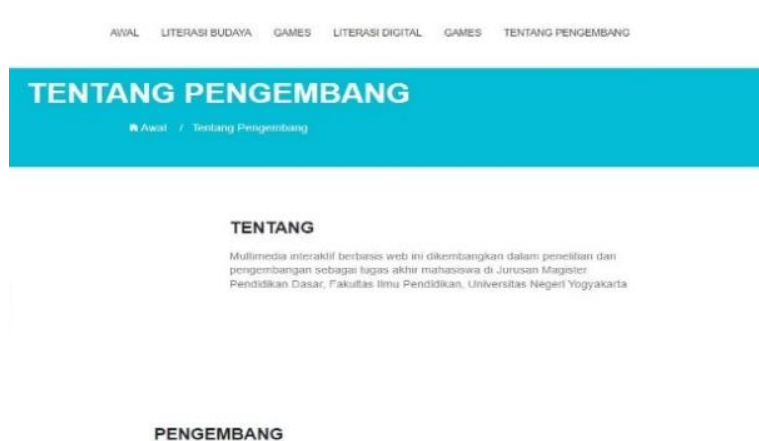 AWAL LITERASI BUDAYA GAMES LITERASI DIGITAL GAMES TENTANG PENGEMBANG
TENTANG PENGEMBANG
Awal / Tentang Pengembang
TENTANG
Multimedia interaktif berbasis web ini dikembangkan dalam penelitian dan
pengembangan sebagai tugas akhir mahasiswa di Jurusan Magister
Pendidikan Dasar, Fakultas Ilmu Pendidikan, Universitas Negeri Yogyakarta
PENGEMBANG